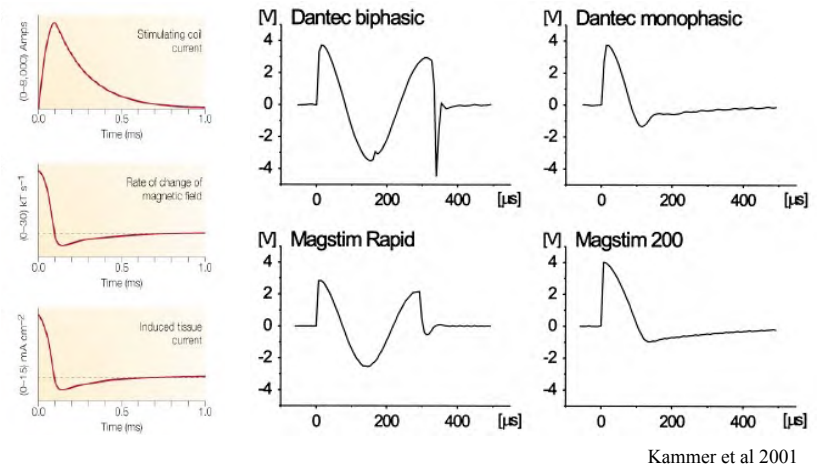 Stimulating coil
current
(0–8,000) Amps
0.0
0.5
1.0
Time (ms)
Rate of change of
magnetic field
(0–30) kT s⁻¹
0.0
0.5
1.0
Time (ms)
Induced tissue
current
(0–15) mA cm⁻²
0.0
0.5
1.0
Time (ms)
[V] Dantec biphasic
4
2
0
-2
-4
0 200 400 [µs]
[V] Dantec monophasic
4
2
0
-2
-4
0 200 400 [µs]
[V] Magstim Rapid
4
2
0
-2
-4
0 200 400 [µs]
[V] Magstim 200
4
2
0
-2
-4
0 200 400 [µs]
Kammer et al 2001